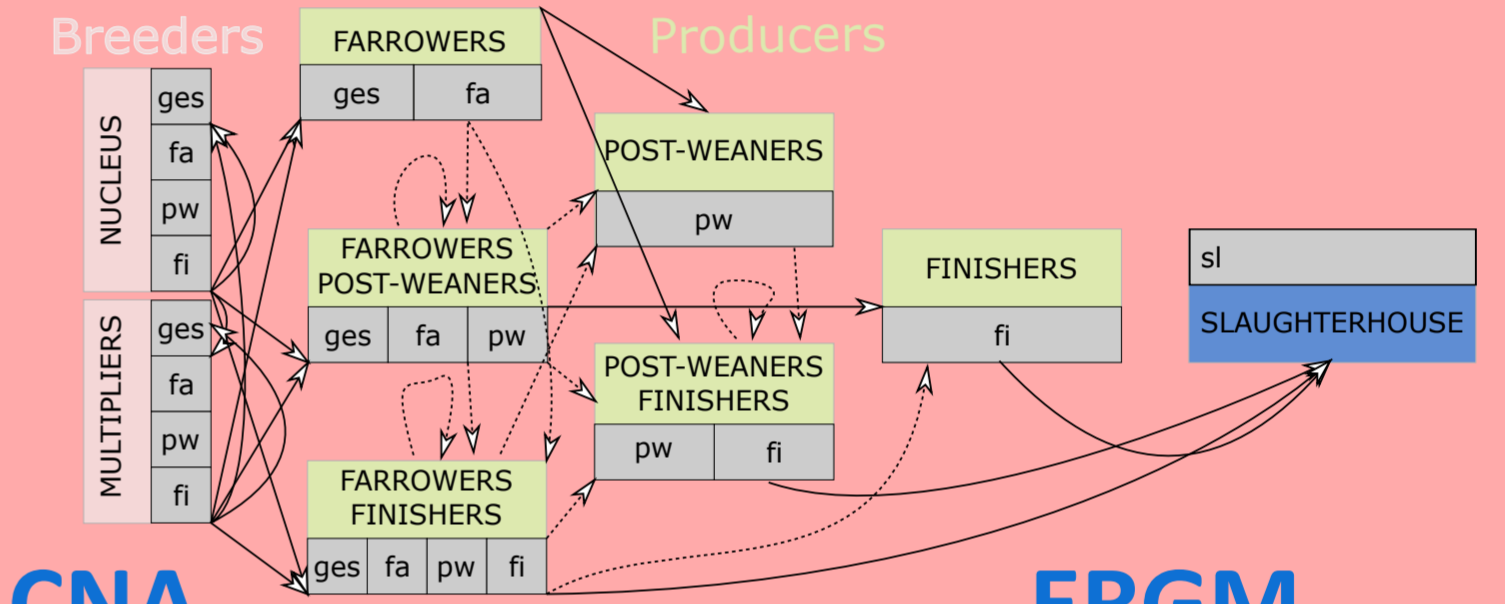 Breeders
Producers
NUCLEUS
ges
fa
pw
fi
MULTIPLIERS
ges
fa
pw
fi
FARROWERS
ges fa
FARROWERS
POST-WEANERS
ges fa pw
FARROWERS
FINISHERS
ges fa pw fi
POST-WEANERS
pw
POST-WEANERS
FINISHERS
pw fi
FINISHERS
fi
sl
SLAUGHTERHOUSE
CNA
ERGM